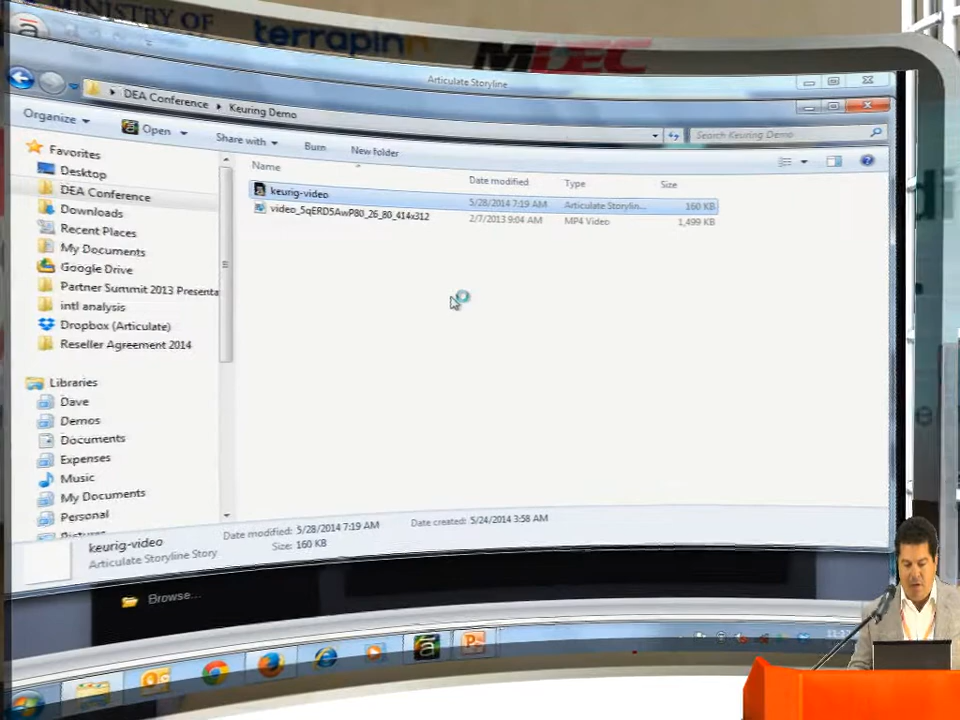 MINISTRY OF
terrapinn
MDEC
Articulate Storyline
DEA Conference
Keuring Demo
Search Keuring Demo
Organize
Open
Share with
Burn
New folder
Favorites
Desktop
DEA Conference
Downloads
Recent Places
My Documents
Google Drive
Partner Summit 2013 Presenta
intl analysis
Dropbox (Articulate)
Reseller Agreement 2014
Libraries
Dave
Demos
Documents
Expenses
Music
My Documents
Personal
Pictures
Name
Date modified
Type
Size
keurig-video
5/28/2014 7:19 AM
Articulate Storylin...
160 KB
video_5qERD5AwP80_26_80_414x312
2/7/2013 9:04 AM
MP4 Video
1,499 KB
keurig-video
Articulate Storyline Story
Date modified: 5/28/2014 7:19 AM
Size: 160 KB
Date created: 5/24/2014 3:58 AM
Browse...